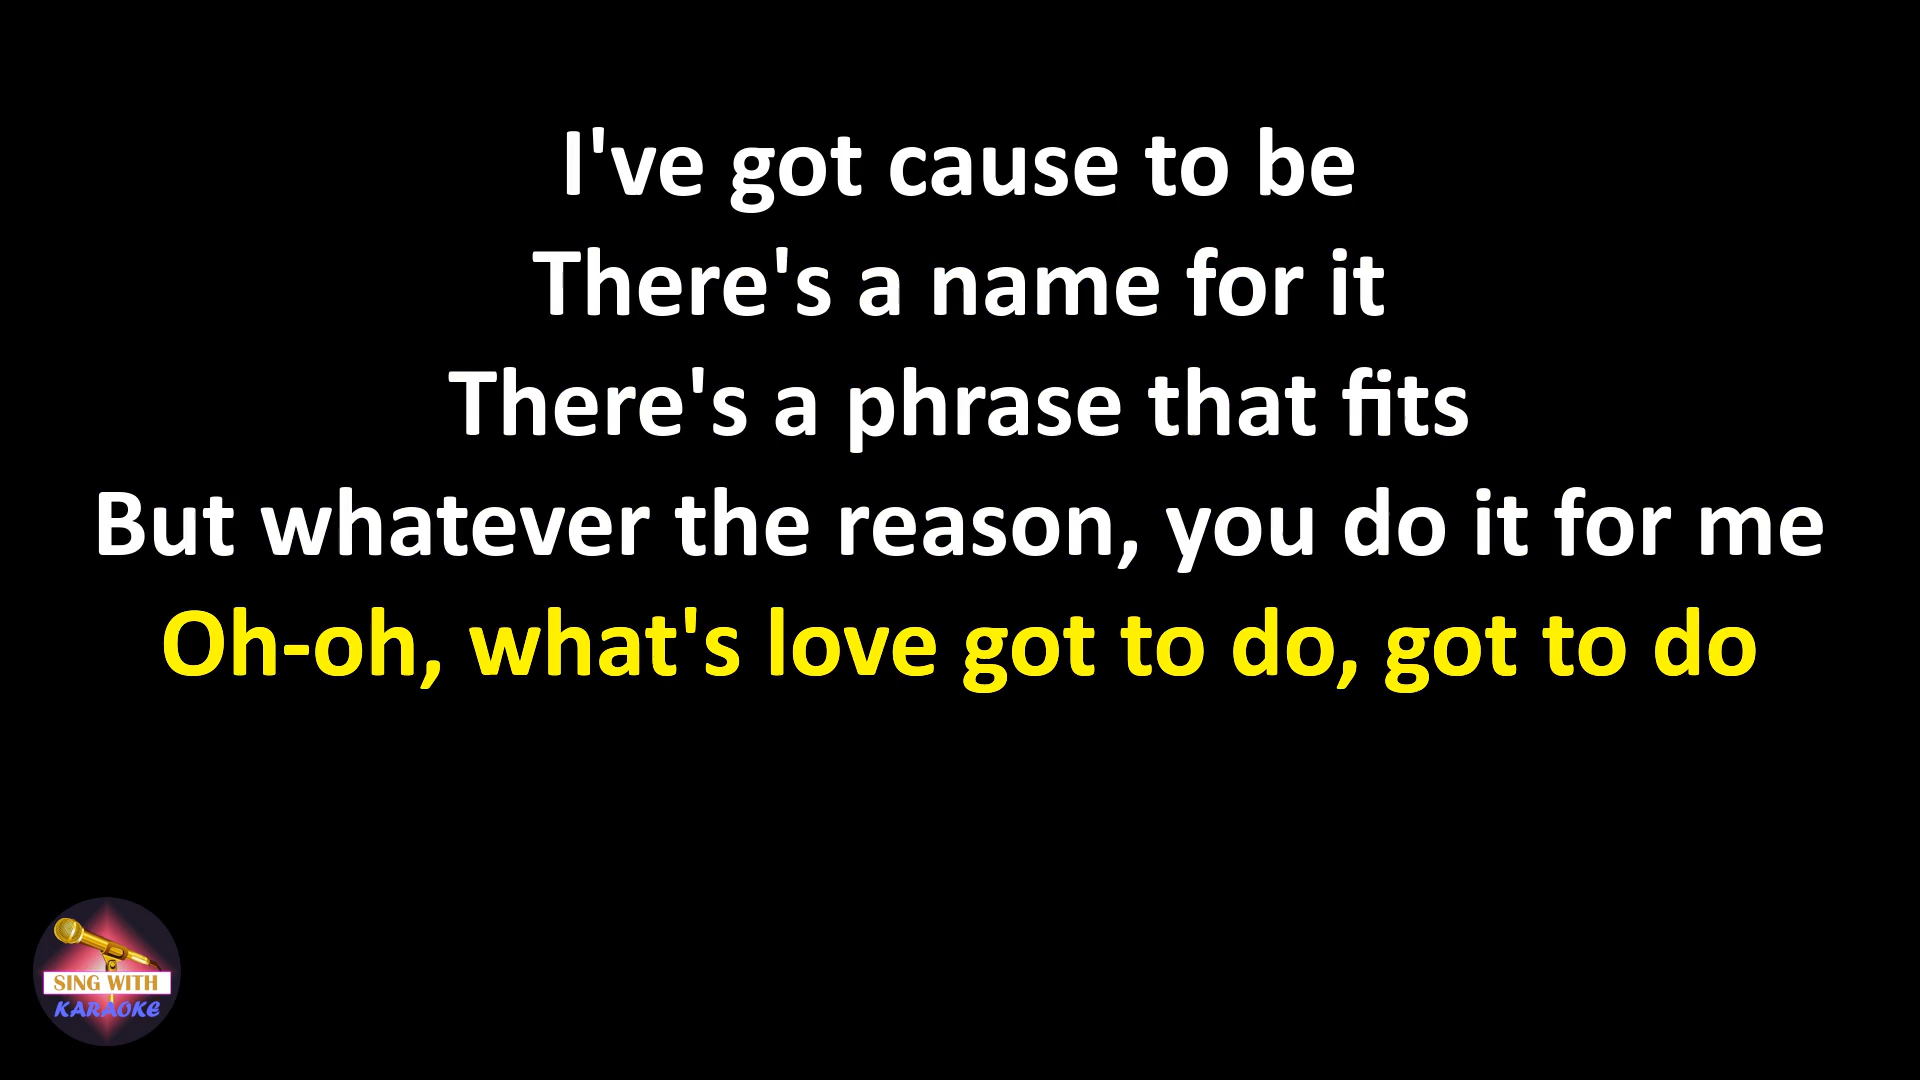 I've got cause to be
There's a name for it
There's a phrase that fits
But whatever the reason, you do it for me
Oh-oh, what's love got to do, got to do
SING WITH
KARAOKE